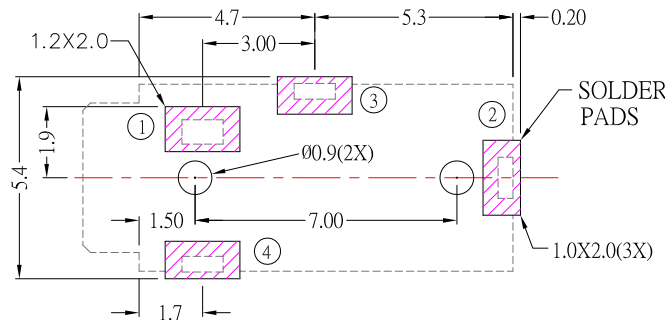 4.7
5.3
0.20
1.2X2.0
3.00
SOLDER
PADS
③
②
①
1.9
5.4
Ø0.9(2X)
1.50
7.00
④
1.0X2.0(3X)
1.7